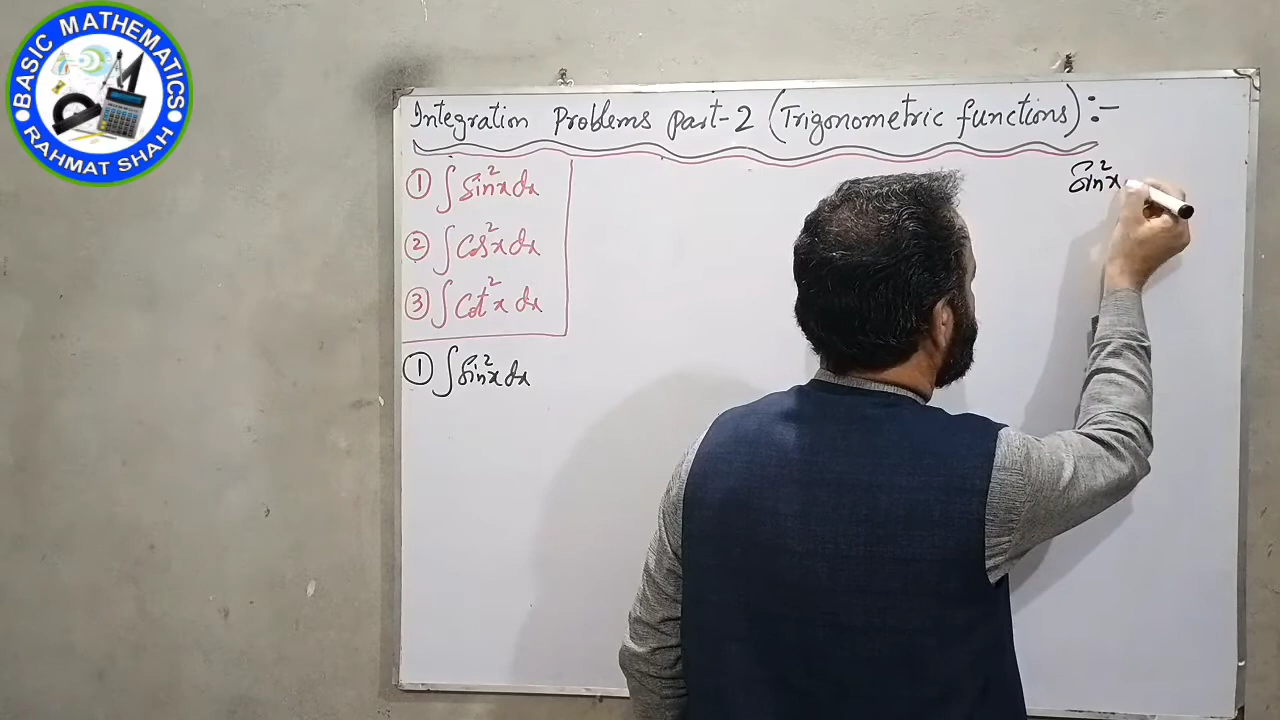 BASIC MATHEMATICS
RAHMAT SHAH
Integration Problems part-2 (Trigonometric functions):-
① ∫ sin²x dx
② ∫ Cos²x dx
③ ∫ Cot²x dx
① ∫ sin²x dx
sin²x